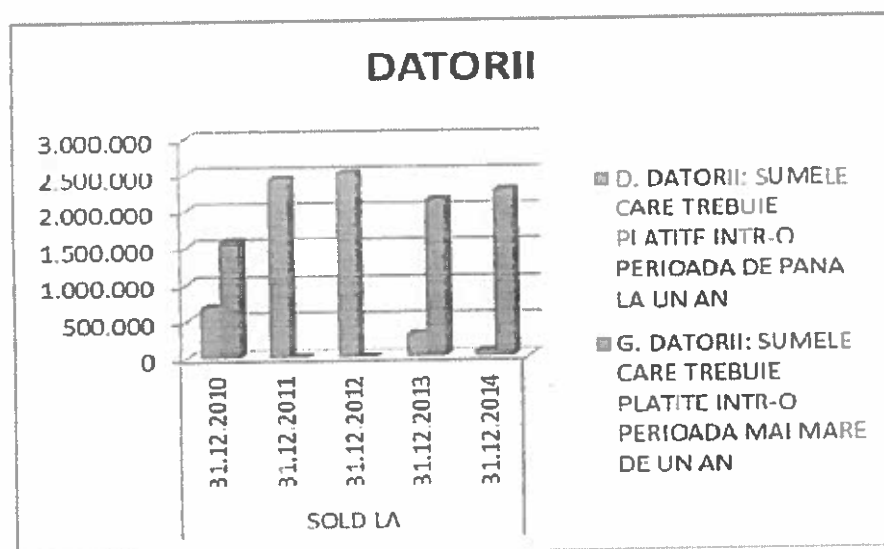 DATORII
3.000.000
2.500.000
2.000.000
1.500.000
1.000.000
500.000
0
31.12.2010
31.12.2011
31.12.2012
31.12.2013
31.12.2014
SOLD LA
D. DATORII: SUMELE
CARE TREBUIE
PLATITE INTR-O
PERIOADA DE PANA
LA UN AN
G. DATORII: SUMELE
CARE TREBUIE
PLATITE INTR-O
PERIOADA MAI MARE
DE UN AN